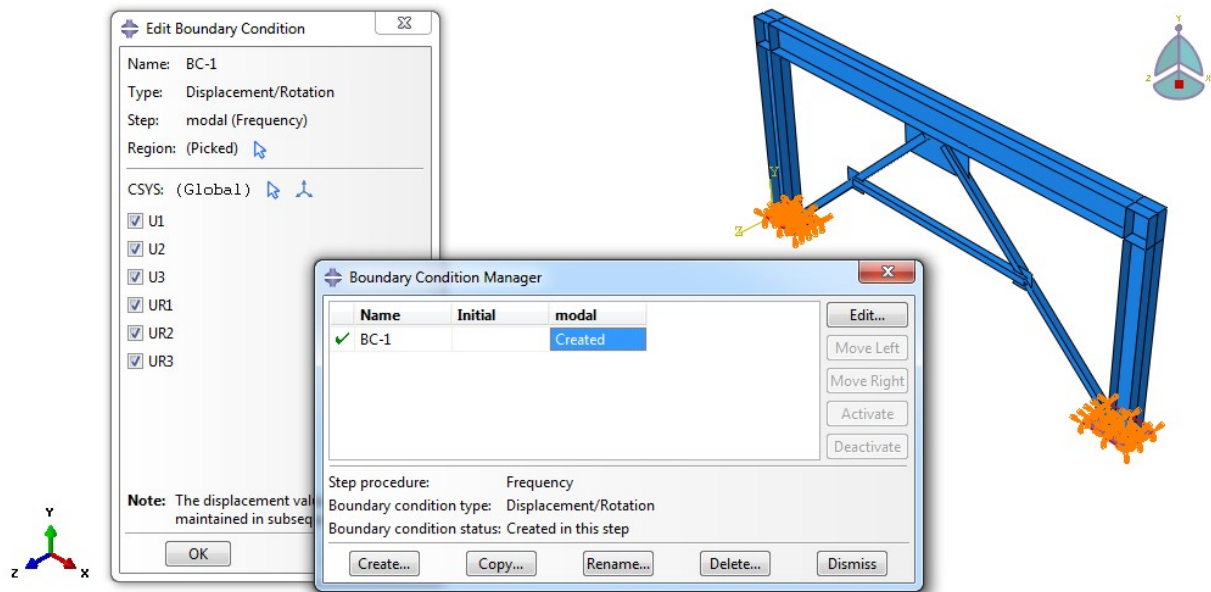 Edit Boundary Condition
Name: BC-1
Type: Displacement/Rotation
Step: modal (Frequency)
Region: (Picked)
CSYS: (Global)
U1
U2
U3
UR1
UR2
UR3
Note: The displacement
maintained in
OK
Boundary Condition Manager
Name Initial modal
BC-1 Created
Edit...
Move Left
Move Right
Activate
Deactivate
Step procedure: Frequency
Boundary condition type: Displacement/Rotation
Boundary condition status: Created in this step
Create... Copy... Rename... Delete... Dismiss
Y
Z
X
Y
Z
Y
Z
X